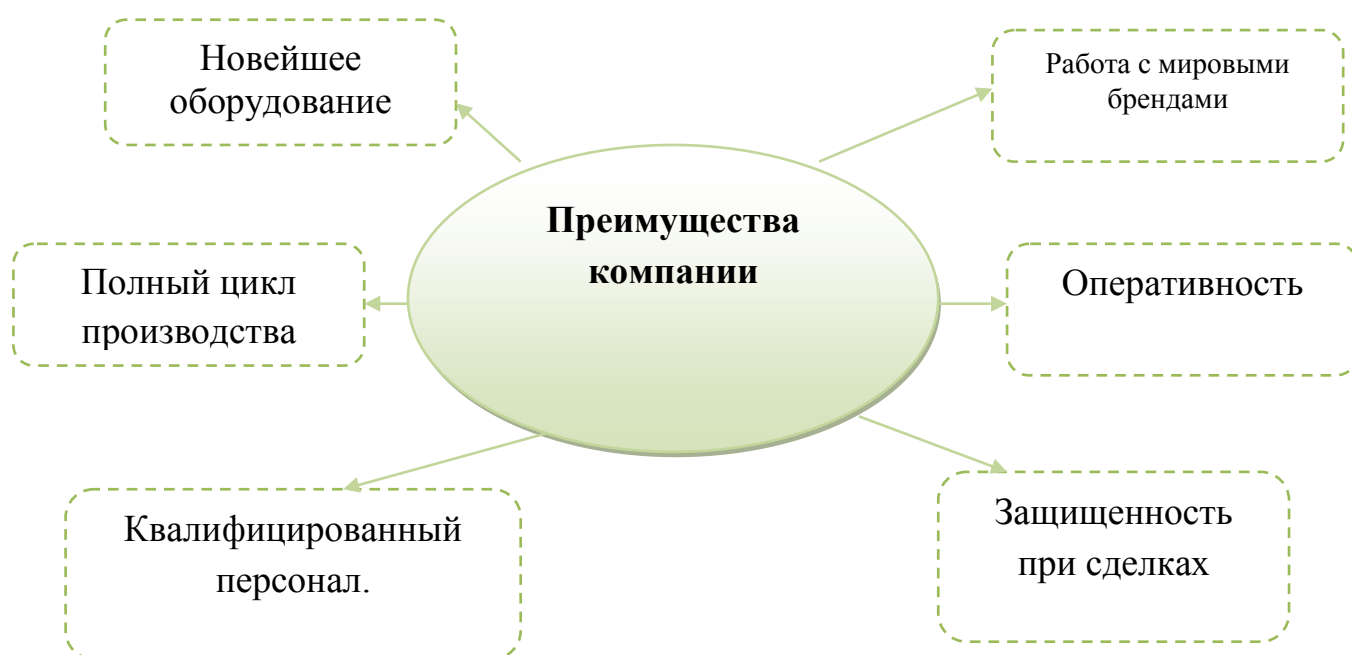 Новейшее
оборудование
Работа с мировыми
брендами
Преимущества
компании
Полный цикл
производства
Оперативность
Квалифицированный
персонал.
Защищенность
при сделках